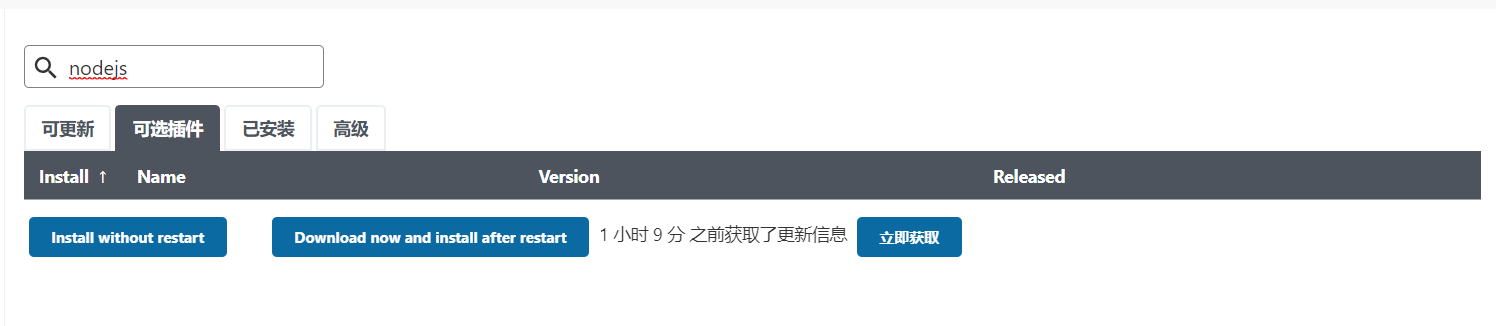 nodejs
可更新 可选插件 已安装 高级
Install ↑ Name Version Released
Install without restart Download now and install after restart 1 小时 9 分 之前获取了更新信息 立即获取